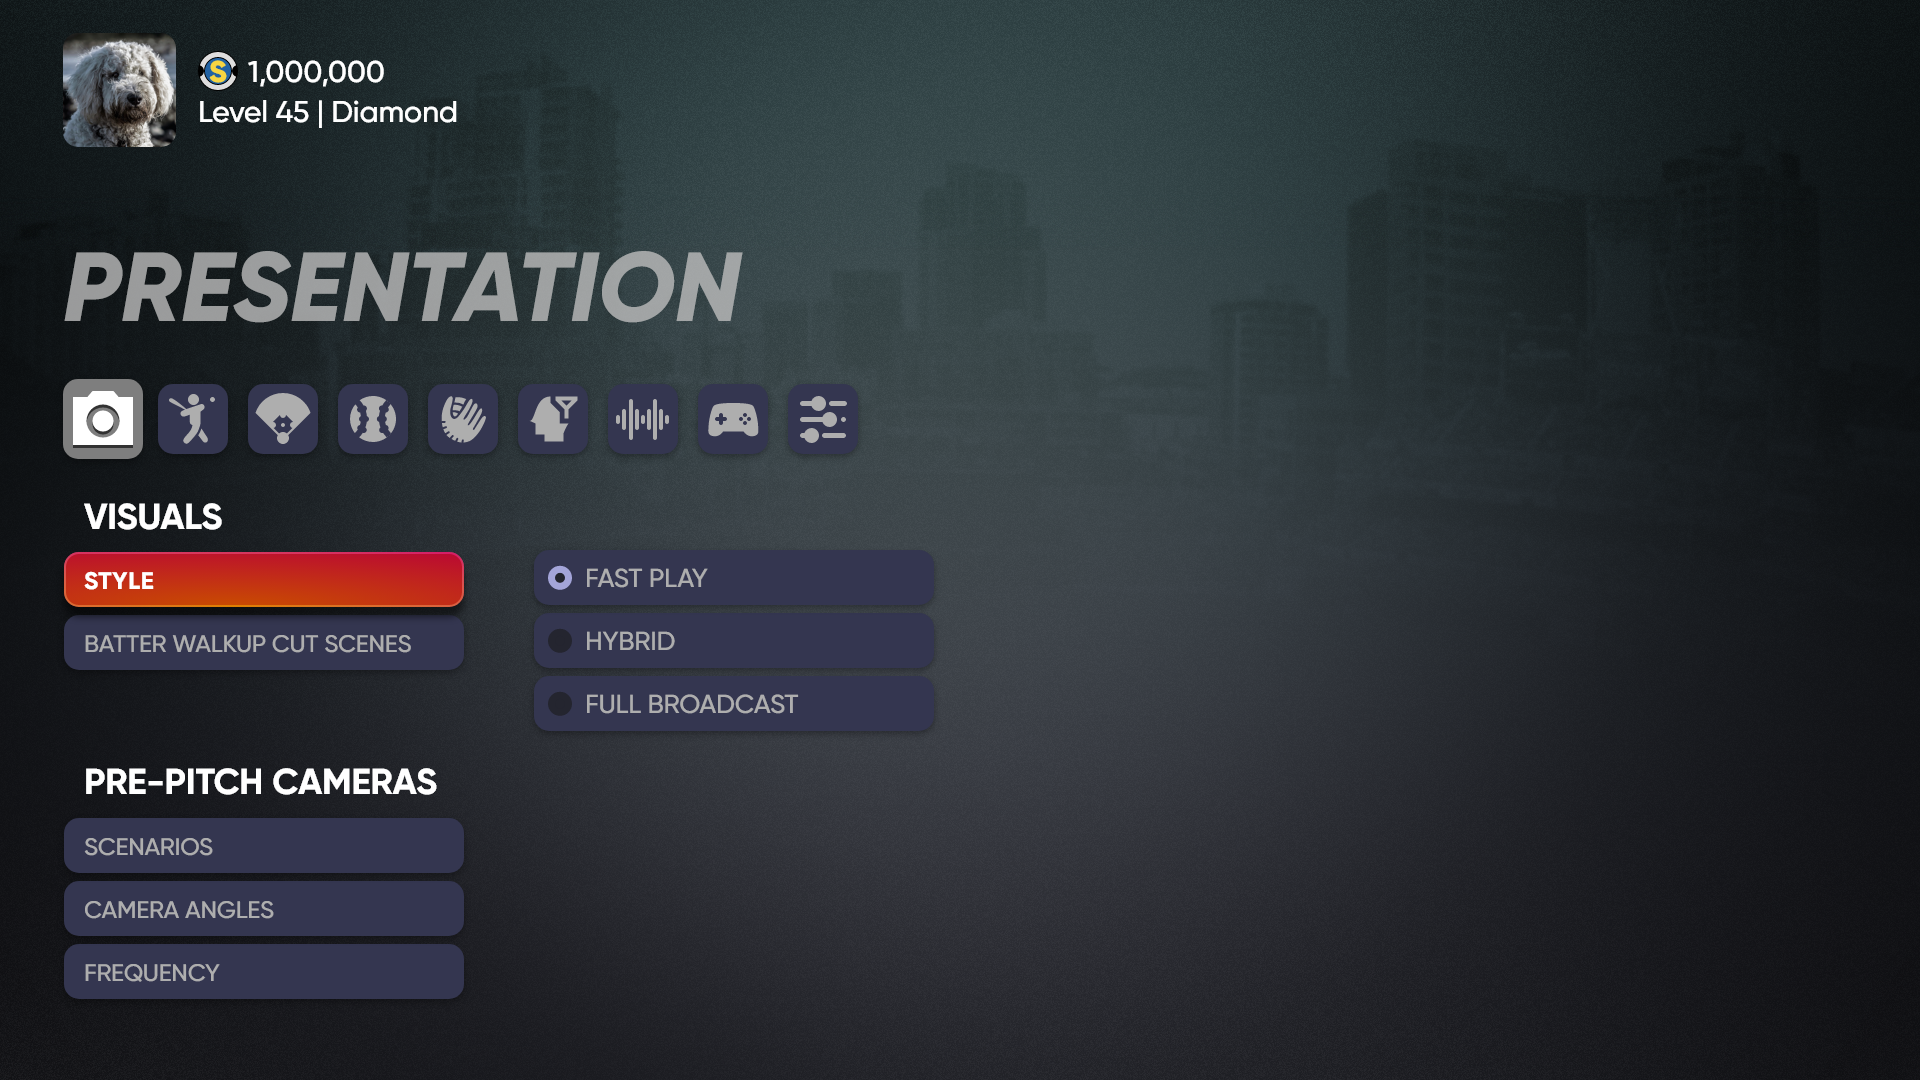 S 1,000,000
Level 45 | Diamond
PRESENTATION
VISUALS
STYLE
BATTER WALKUP CUT SCENES
FAST PLAY
HYBRID
FULL BROADCAST
PRE-PITCH CAMERAS
SCENARIOS
CAMERA ANGLES
FREQUENCY